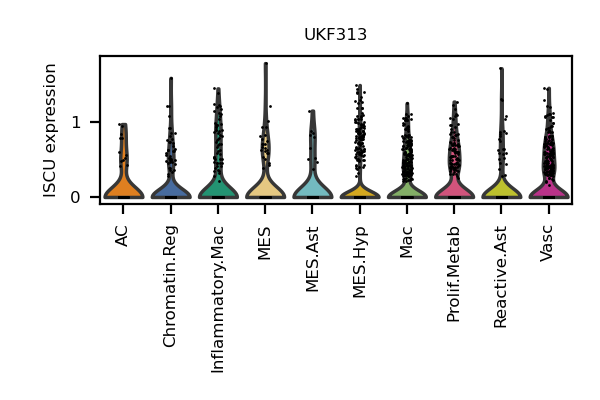 UKF313
ISCU expression
1
0
AC
Chromatin.Reg
Inflammatory.Mac
MES
MES.Ast
MES.Hyp
Mac
Prolif.Metab
Reactive.Ast
Vasc